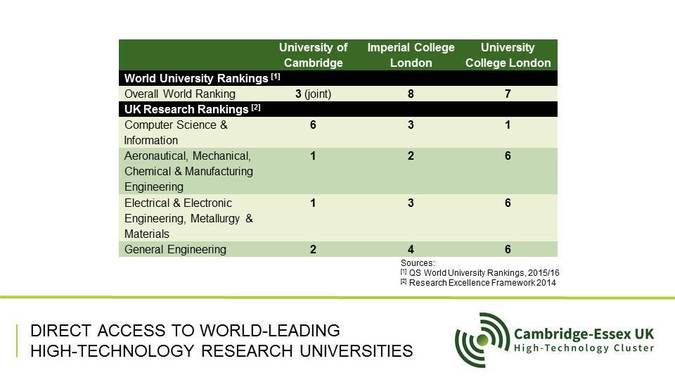 University of Imperial College University
Cambridge London College London
World University Rankings [1]
Overall World Ranking 3 (joint) 8 7
UK Research Rankings [2]
Computer Science & 6 3 1
Information
Aeronautical, Mechanical, 1 2 6
Chemical & Manufacturing
Engineering
Electrical & Electronic 1 3 6
Engineering, Metallurgy &
Materials
General Engineering 2 4 6
Sources:
[1] QS World University Rankings, 2015/16
[2] Research Excellence Framework 2014
DIRECT ACCESS TO WORLD-LEADING
HIGH-TECHNOLOGY RESEARCH UNIVERSITIES
Cambridge-Essex UK
High-Technology Cluster